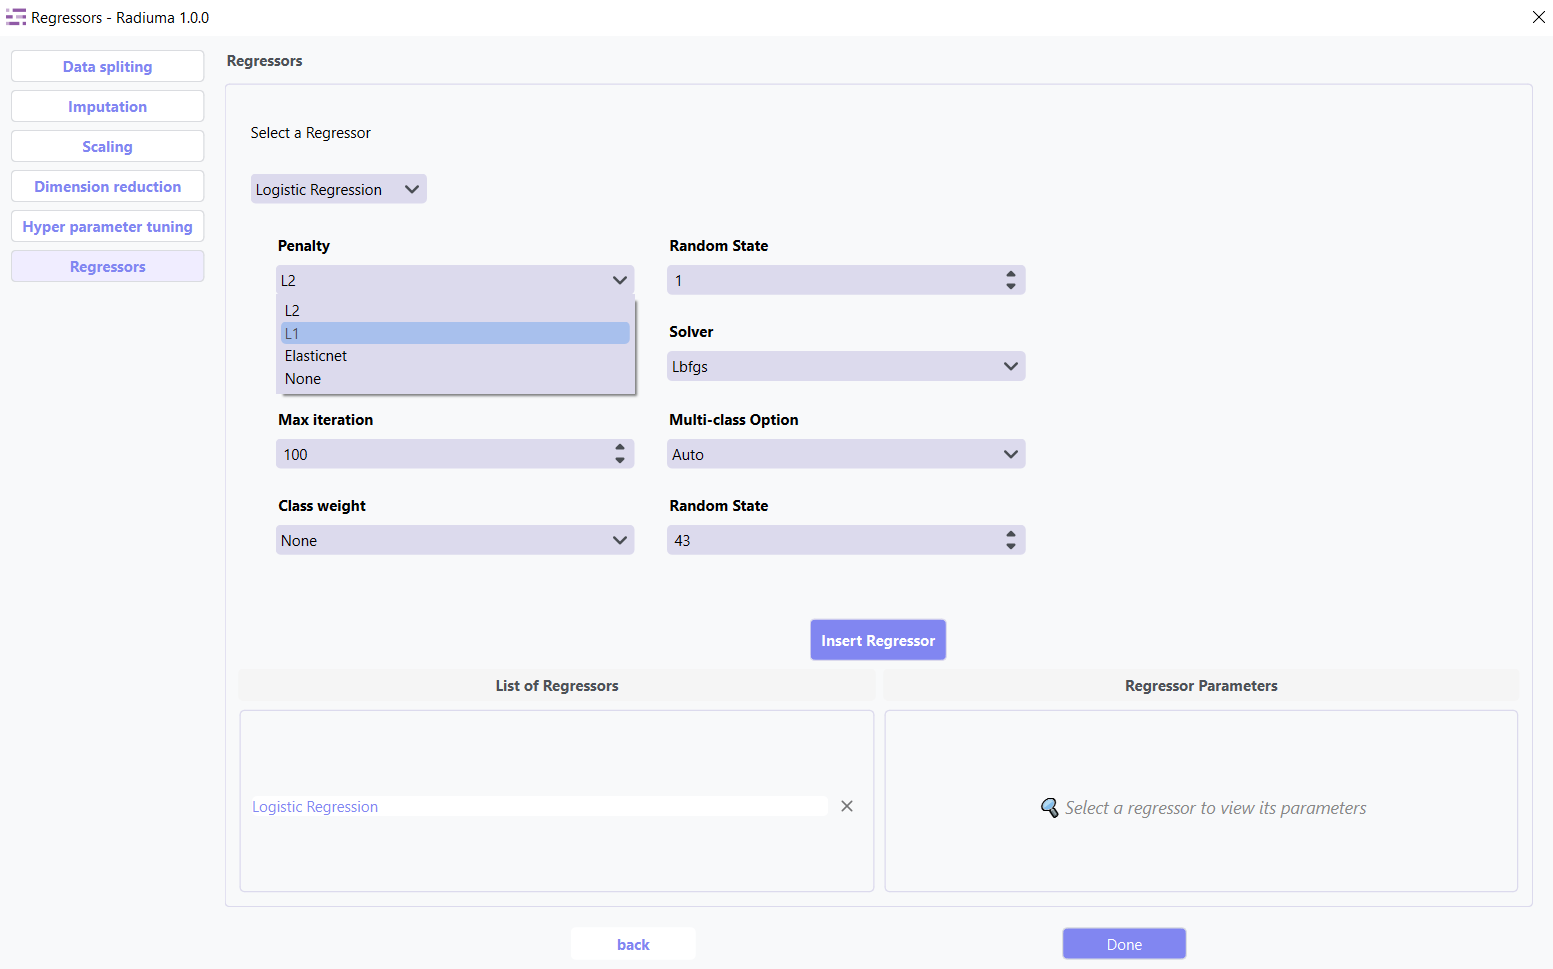 Regressors - Radiuma 1.0.0
Data spliting
Imputation
Scaling
Dimension reduction
Hyper parameter tuning
Regressors
Regressors
Select a Regressor
Logistic Regression
Penalty
L2
L2
L1
Elasticnet
None
Random State
1
Solver
Lbfgs
Max iteration
100
Multi-class Option
Auto
Class weight
None
Random State
43
Insert Regressor
List of Regressors
Logistic Regression
Regressor Parameters
Select a regressor to view its parameters
back
Done